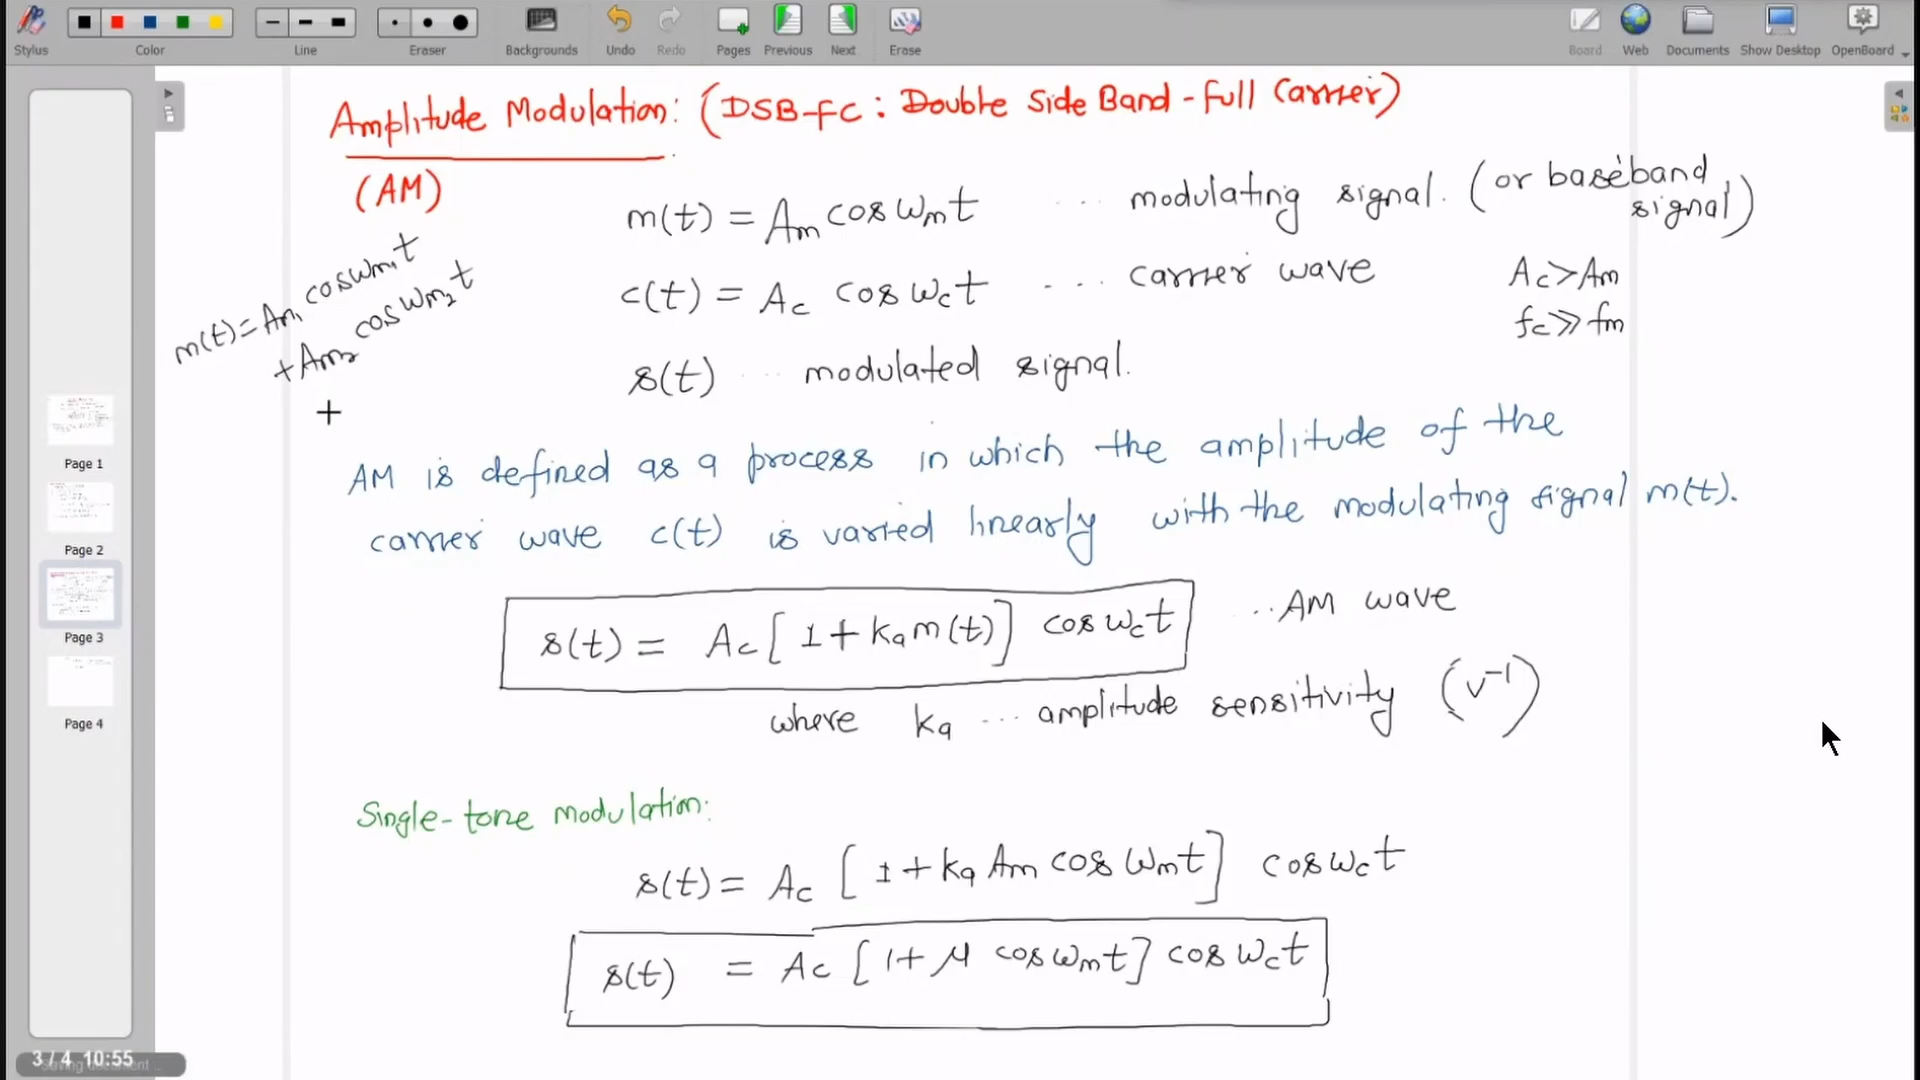 Stylus Color Line Eraser Backgrounds Undo Redo Pages Previous Next Erase Board Web Documents Show Desktop OpenBoard
Amplitude Modulation: (DSB-FC : Double Side Band - Full Carrier)
(AM)
m(t) = Am cos ωmt ... modulating signal. (or baseband signal)
c(t) = Ac cos ωct ... carrier wave
Ac > Am
fc >> fm
s(t) ... modulated signal.
m(t) = Am₁ cos ωm₁t
+ Am₂ cos ωm₂t
+
AM is defined as a process in which the amplitude of the
carrier wave c(t) is varied linearly with the modulating signal m(t).
s(t) = Ac [1 + kam(t)] cos ωct .. AM wave
where ka ... amplitude sensitivity (V⁻¹)
Single-tone modulation:
s(t) = Ac [1 + ka Am cos ωmt] cos ωct
s(t) = Ac [1 + μ cos ωmt] cos ωct
Page 1
Page 2
Page 3
Page 4
3 / 4 10:55
Saving document ...